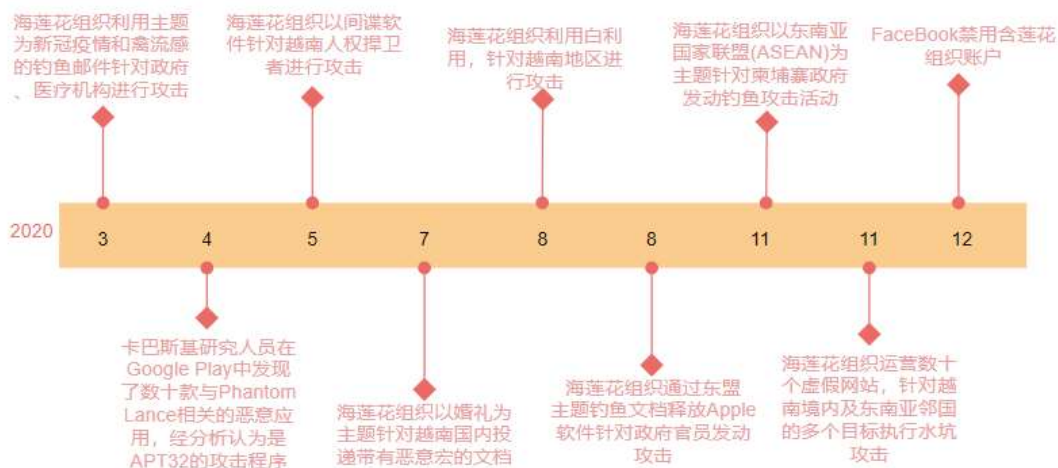 海莲花组织利用主题
为新冠疫情和禽流感
的钓鱼邮件针对政府
、医疗机构进行攻击
海莲花组织以间谍软
件针对越南人权捍卫
者进行攻击
海莲花组织利用白利
用，针对越南地区进
行攻击
海莲花组织以东南亚
国家联盟(ASEAN)为
主题针对柬埔寨政府
发动钓鱼攻击活动
FaceBook禁用含莲花
组织账户
2020
3
4
5
7
8
8
11
11
12
卡巴斯基研究人员在
Google Play中发现
了数十款与Phantom
Lance相关的恶意应
用，经分析认为是
APT32的攻击程序
海莲花组织以婚礼为
主题针对越南国内投
递带有恶意宏的文档
海莲花组织通过东盟
主题钓鱼文档释放Apple
软件针对政府官员发动
攻击
海莲花组织运营数十
个虚假网站，针对越
南境内及东南亚邻国
的多个目标执行水坑
攻击